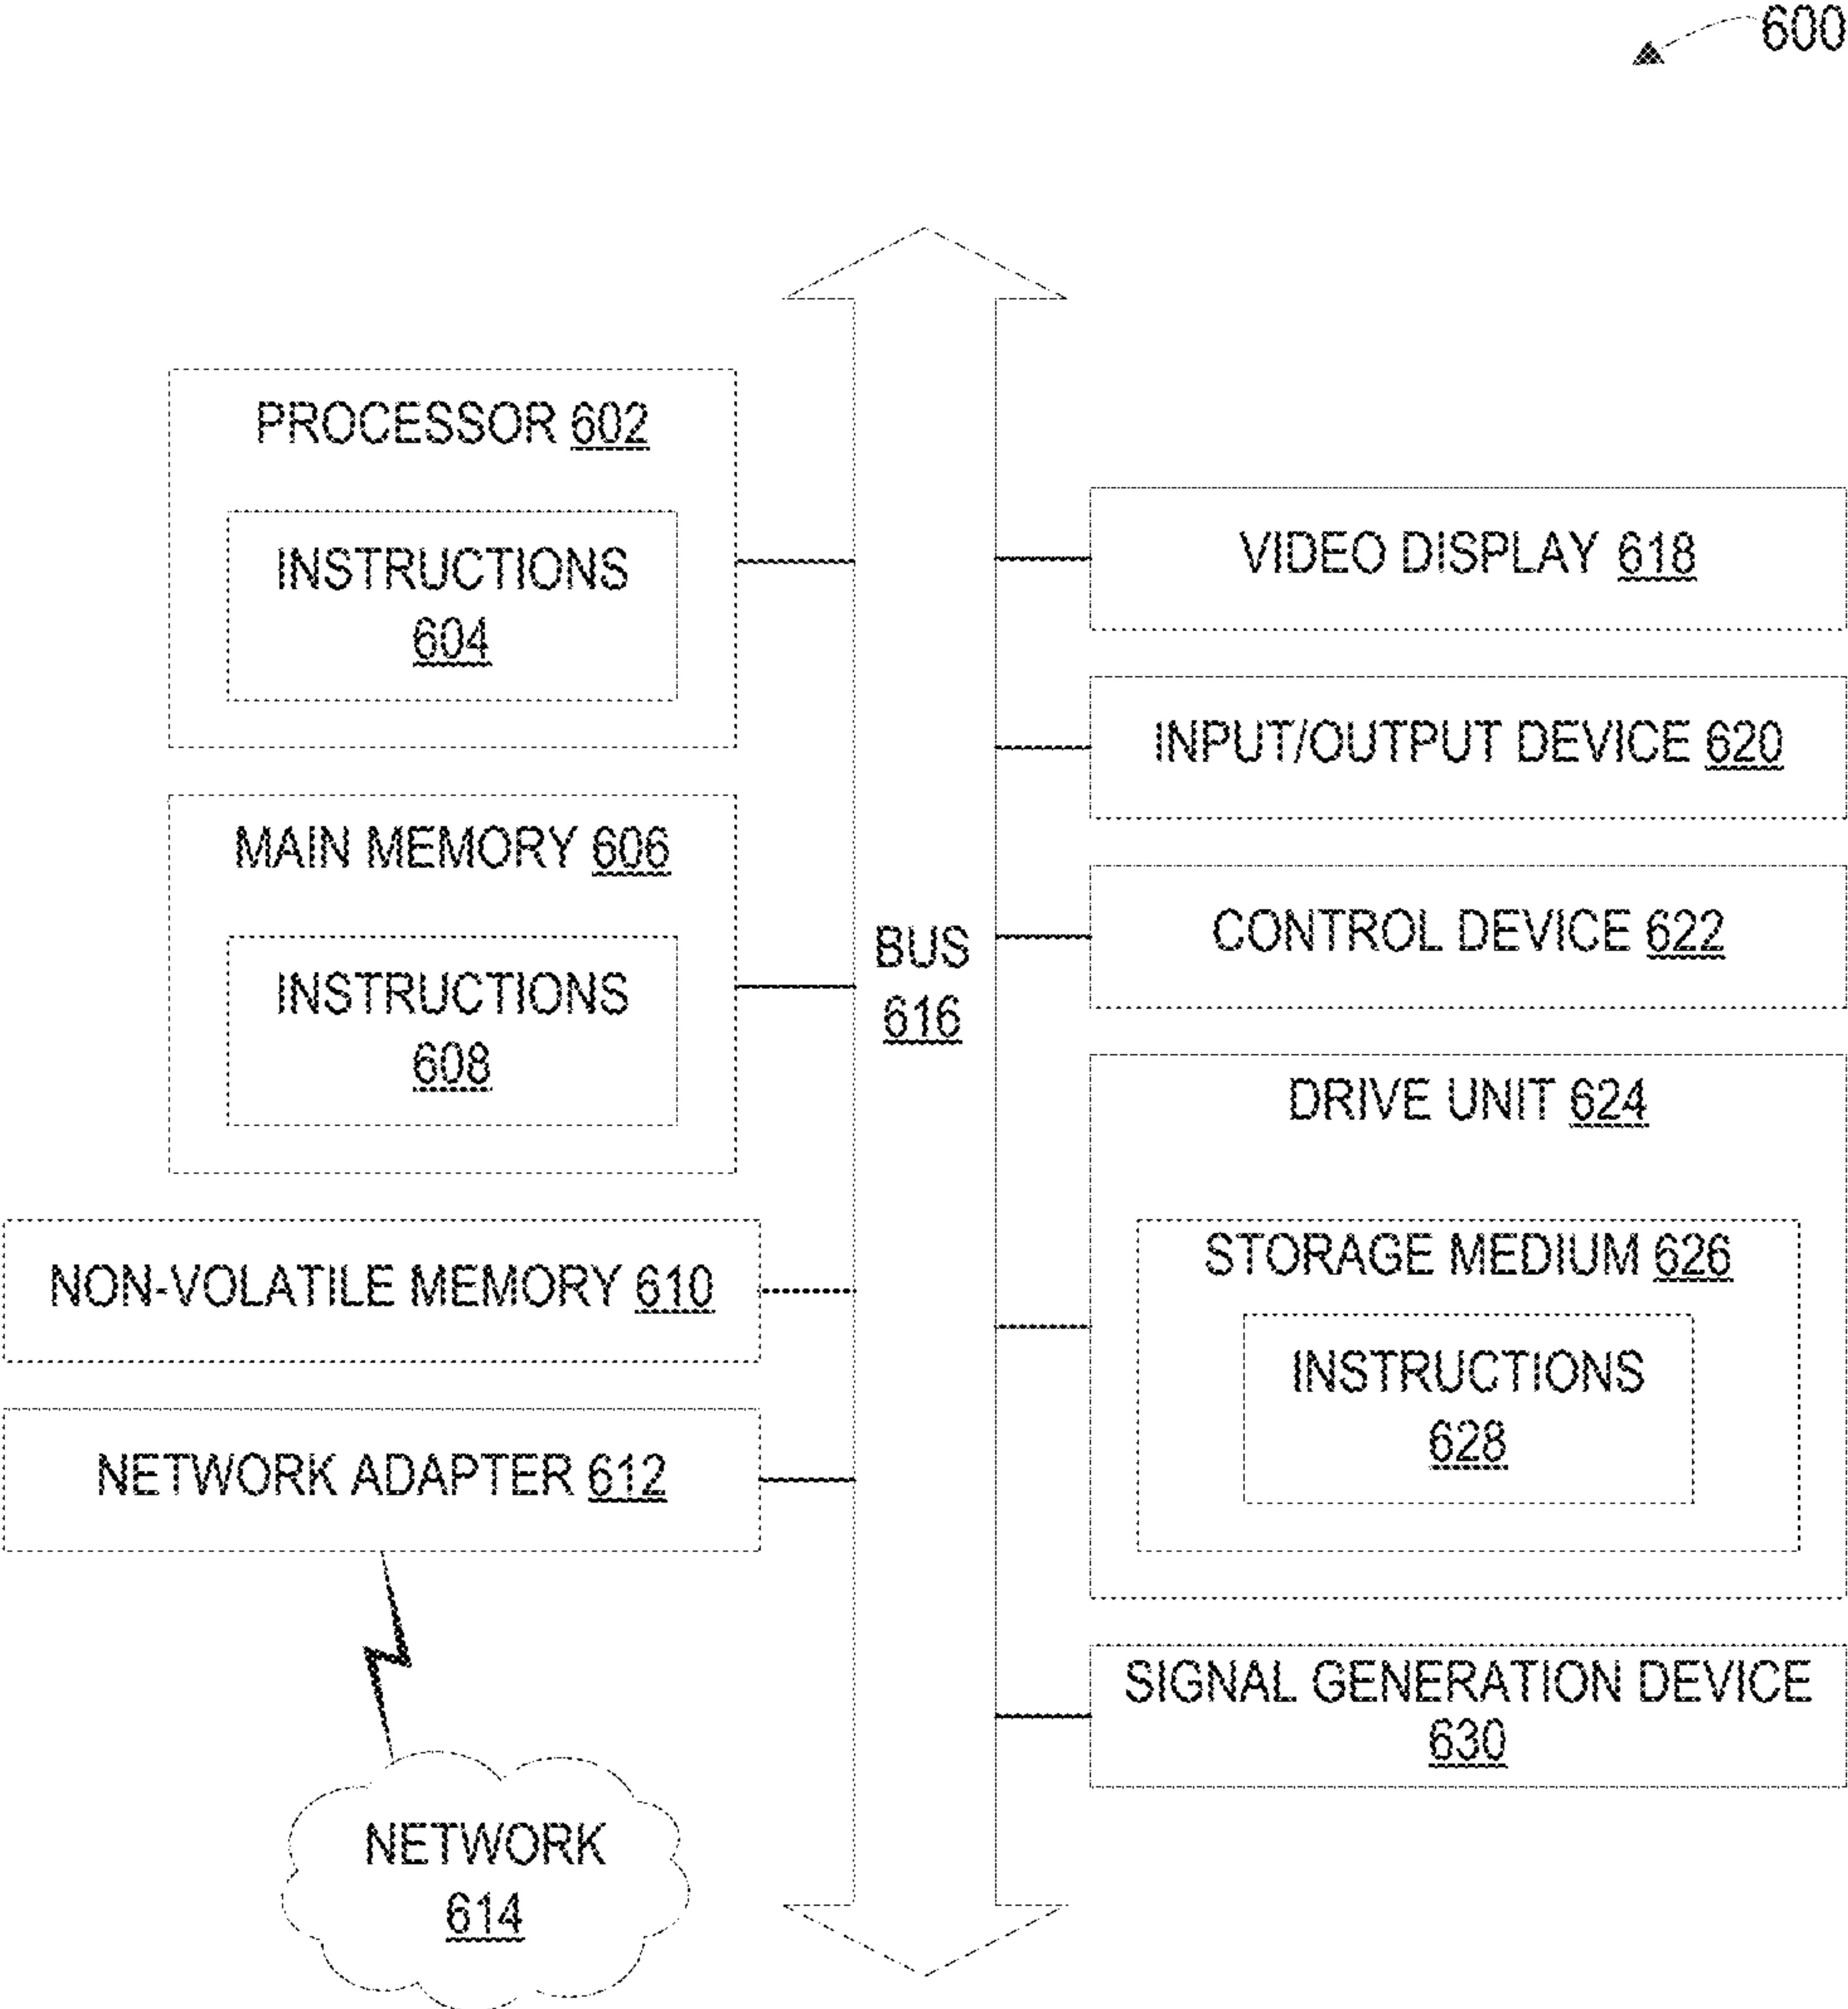 600
PROCESSOR 602
INSTRUCTIONS
604
MAIN MEMORY 606
INSTRUCTIONS
608
NON-VOLATILE MEMORY 610
NETWORK ADAPTER 612
NETWORK
614
BUS
616
VIDEO DISPLAY 618
INPUT/OUTPUT DEVICE 620
CONTROL DEVICE 622
DRIVE UNIT 624
STORAGE MEDIUM 626
INSTRUCTIONS
628
SIGNAL GENERATION DEVICE
630